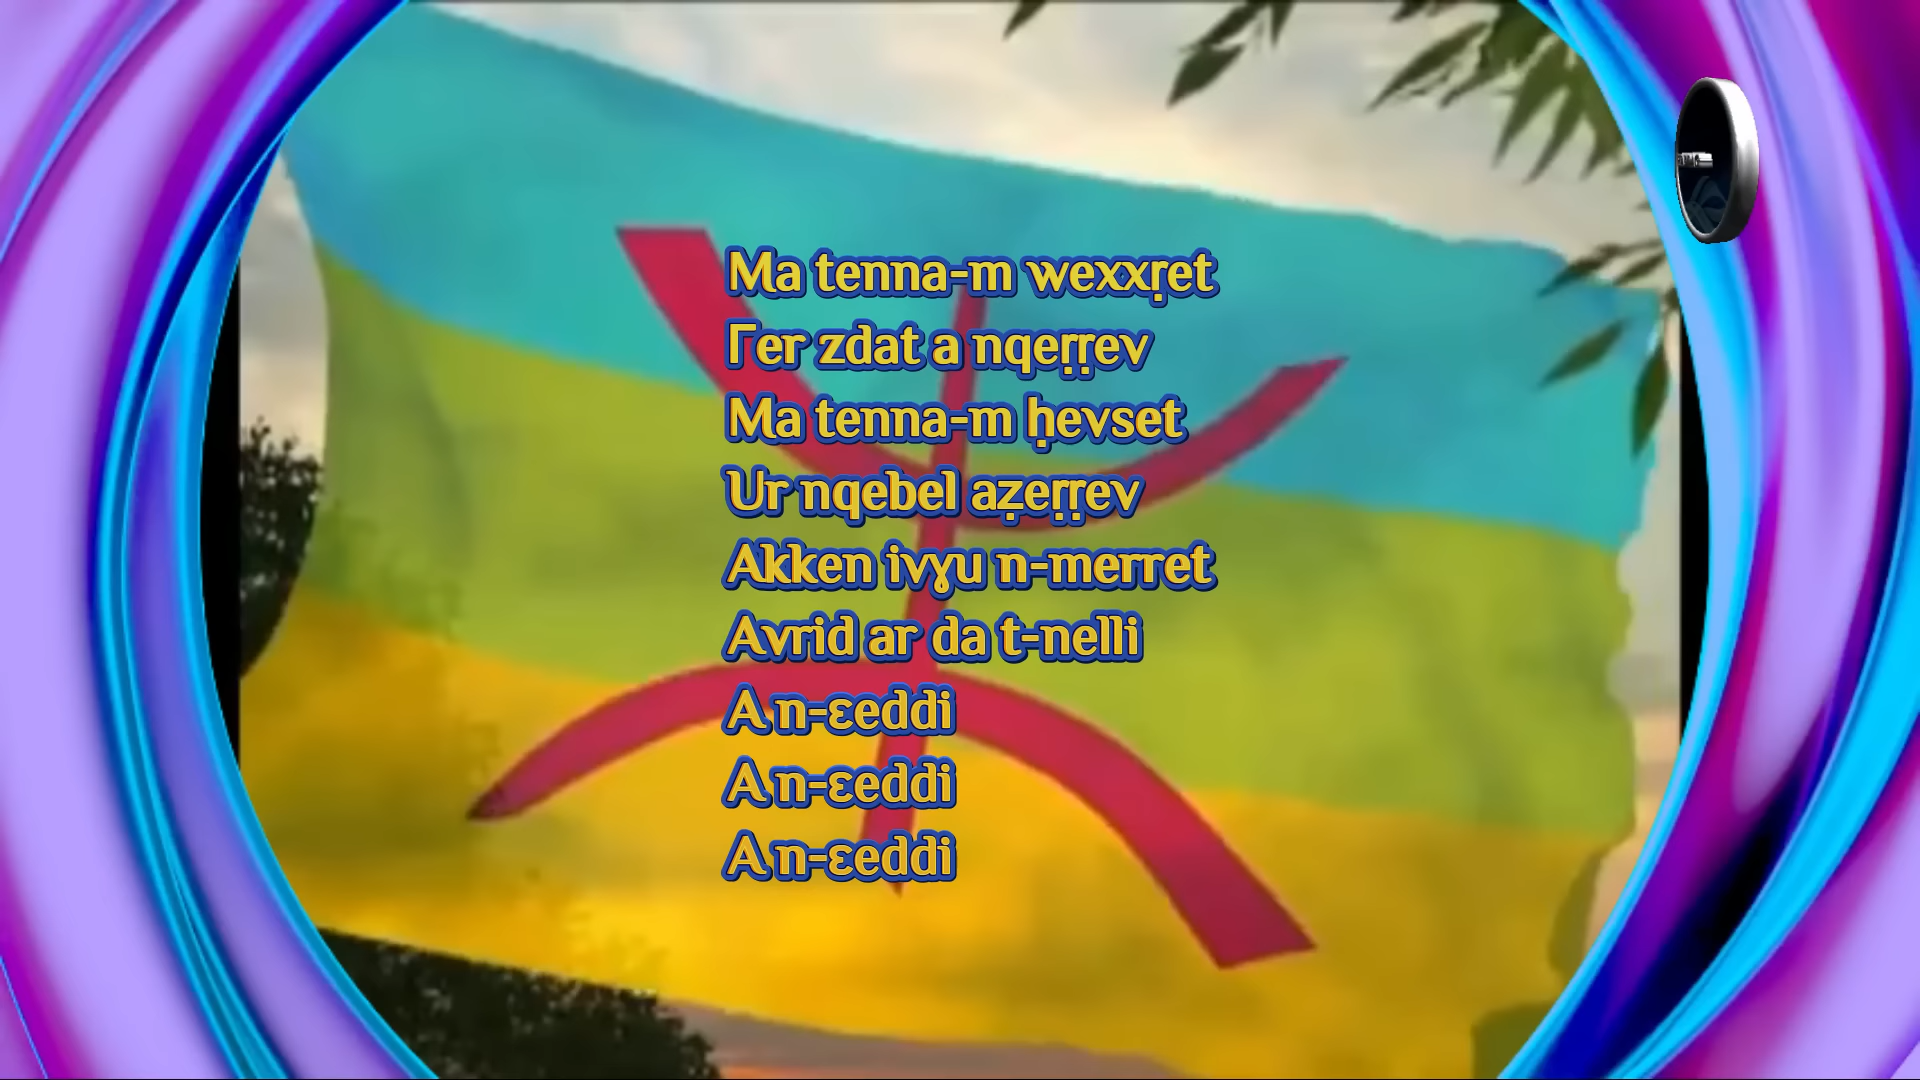 Ma tenna-m wexxṛet
Γer zdat a nqeṛṛev
Ma tenna-m ḥevset
Ur nqebel aẓeṛṛev
Akken ivɣu n-merret
Avrid ar da t-nelli
A n-ɛeddi
A n-ɛeddi
A n-ɛeddi